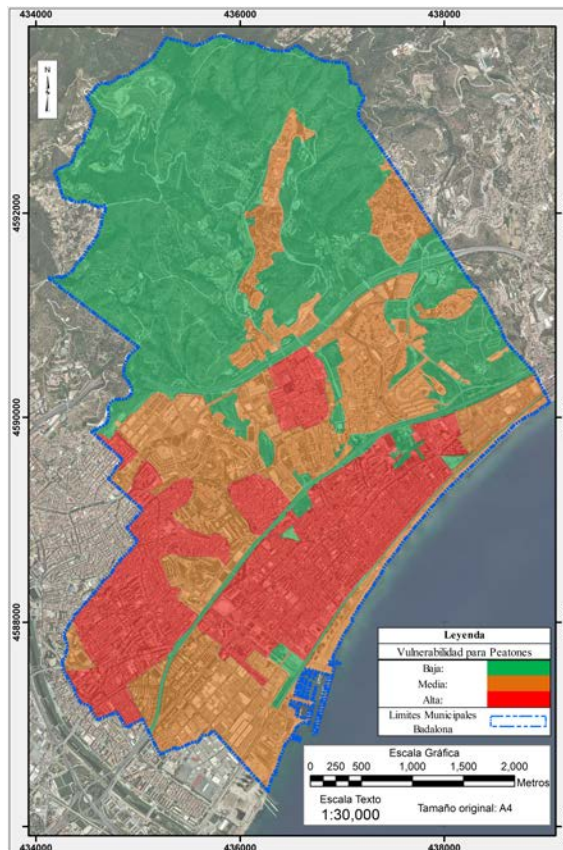 434000 436000 438000
N
4592000
4590000
4588000
Leyenda
Vulnerabilidad para Peatones
Baja:
Media:
Alta:
Limites Municipales
Badalona
Escala Gráfica
0 250 500 1,000 1,500 2,000
Metros
Escala Texto
1:30,000
Tamaño original: A4
434000 436000 438000